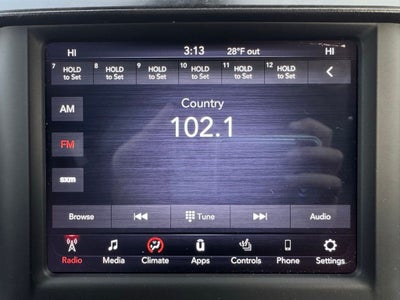 HI 3:13 28°F out HI
7 HOLD to Set 8 HOLD to Set 9 HOLD to Set 10 HOLD to Set 11 HOLD to Set 12 HOLD to Set
AM
Country
102.1
FM
sxm
Browse Tune Audio
Radio Media Climate Apps Controls Phone Settings